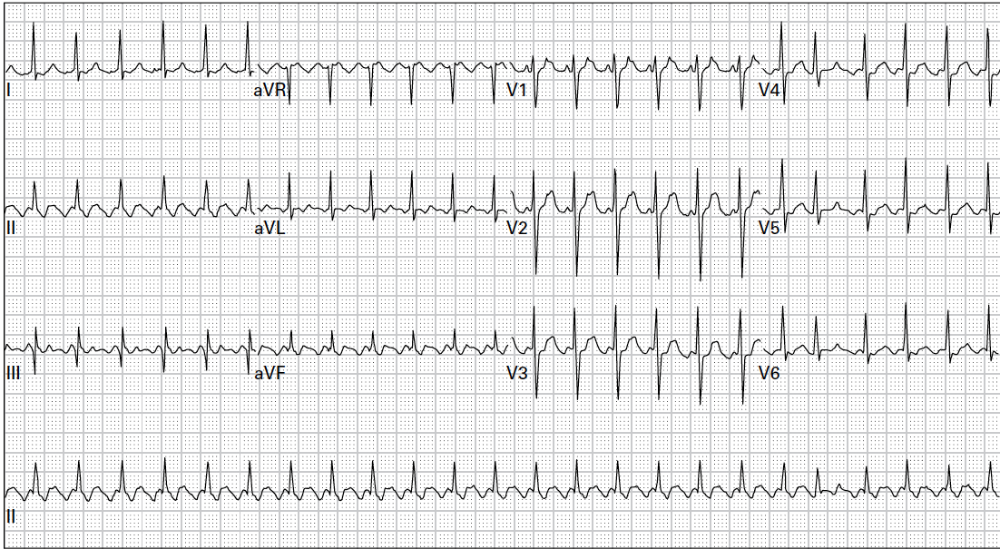 I aVR V1 V4
II aVL V2 V5
III aVF V3 V6
II